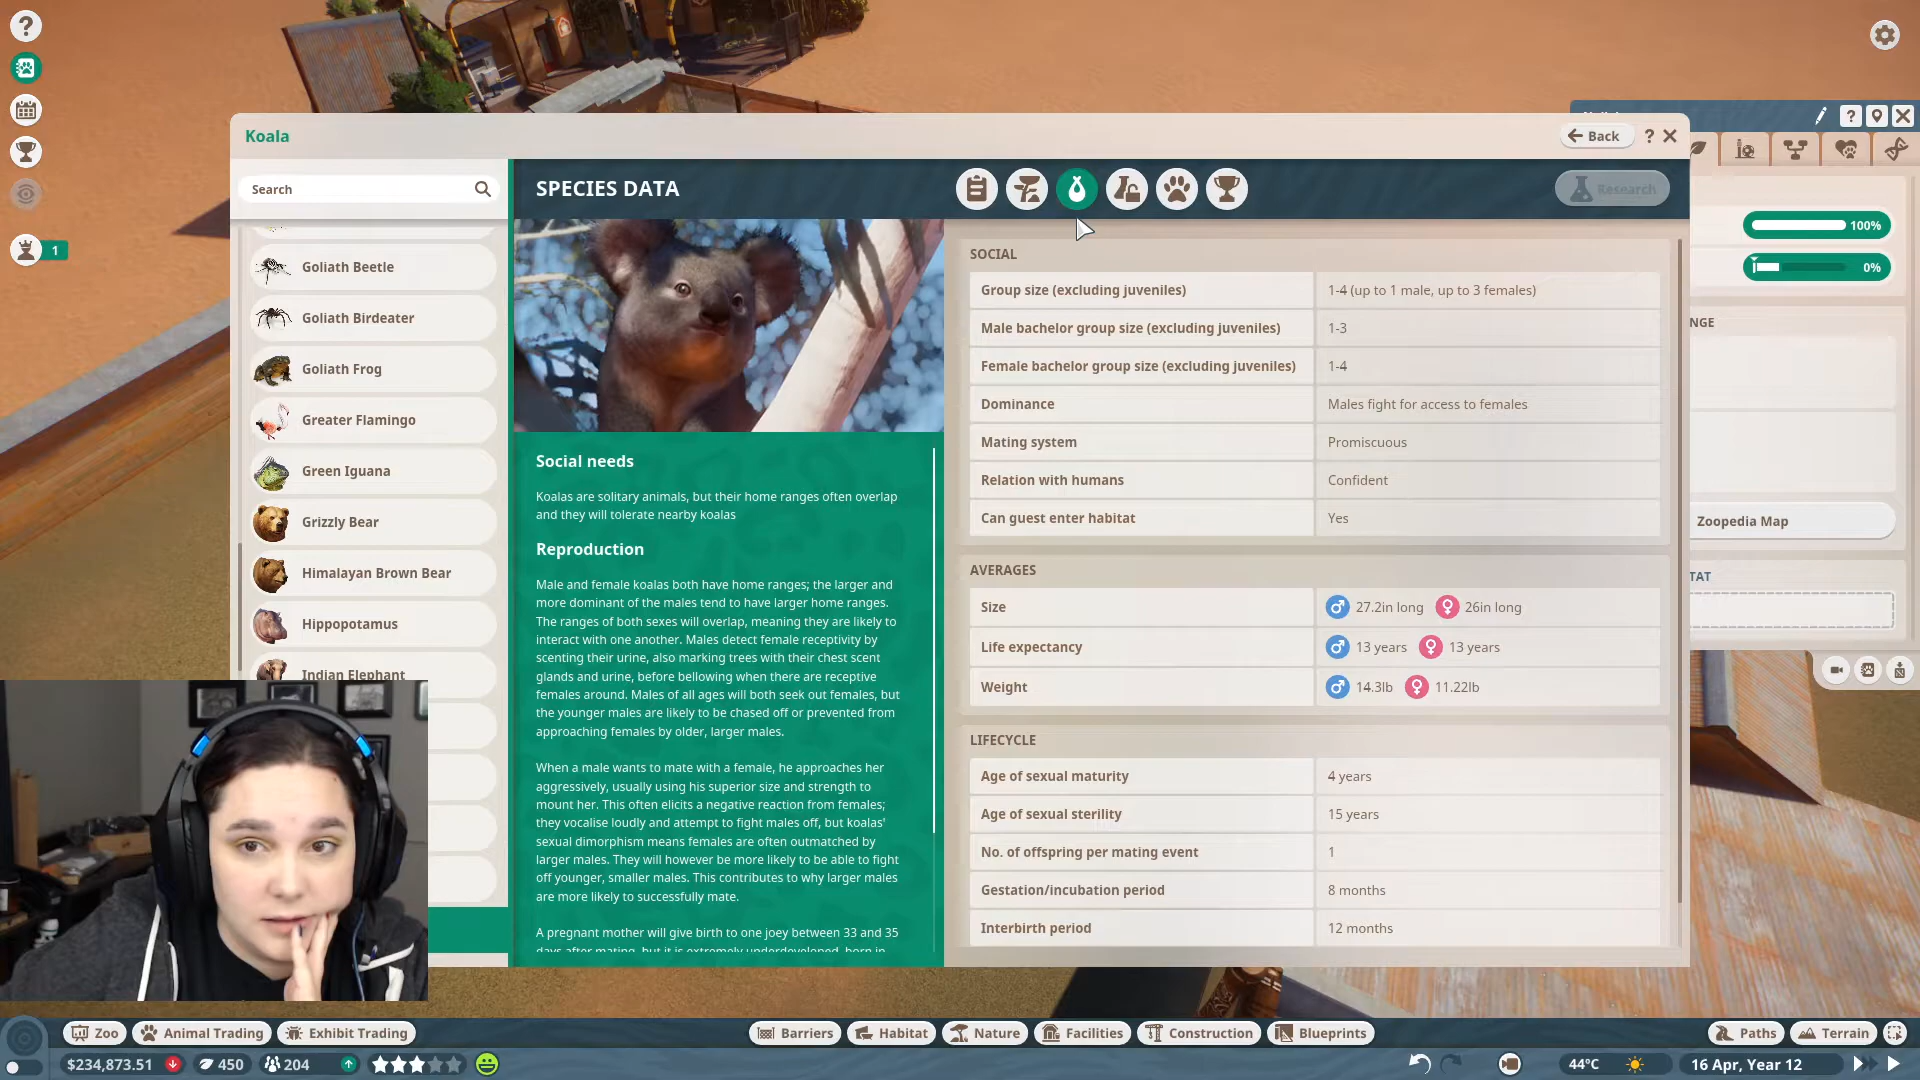 Koala
Back
?
Search
SPECIES DATA
Research
1
Goliath Beetle
Goliath Birdeater
Goliath Frog
Greater Flamingo
Green Iguana
Grizzly Bear
Himalayan Brown Bear
Hippopotamus
Indian Elephant
Social needs
Koalas are solitary animals, but their home ranges often overlap
and they will tolerate nearby koalas
Reproduction
Male and female koalas both have home ranges; the larger and
more dominant of the males tend to have larger home ranges.
The ranges of both sexes will overlap, meaning they are likely to
interact with one another. Males detect female receptivity by
scenting their urine, also marking trees with their chest scent
glands and urine, before bellowing when there are receptive
females around. Males of all ages will both seek out females, but
the younger males are likely to be chased off or prevented from
approaching females by older, larger males.
When a male wants to mate with a female, he approaches her
aggressively, usually using his superior size and strength to
mount her. This often elicits a negative reaction from females;
they vocalise loudly and attempt to fight males off, but koalas'
sexual dimorphism means females are often outmatched by
larger males. They will however be more likely to be able to fight
off younger, smaller males. This contributes to why larger males
are more likely to successfully mate.
A pregnant mother will give birth to one joey between 33 and 35
days after mating, but it is extremely underdeveloped, born in
SOCIAL
Group size (excluding juveniles) 1-4 (up to 1 male, up to 3 females)
Male bachelor group size (excluding juveniles) 1-3
Female bachelor group size (excluding juveniles) 1-4
Dominance Males fight for access to females
Mating system Promiscuous
Relation with humans Confident
Can guest enter habitat Yes
AVERAGES
Size 27.2in long 26in long
Life expectancy 13 years 13 years
Weight 14.3lb 11.22lb
LIFECYCLE
Age of sexual maturity 4 years
Age of sexual sterility 15 years
No. of offspring per mating event 1
Gestation/incubation period 8 months
Interbirth period 12 months
100%
0%
NGE
Zoopedia Map
TAT
Zoo Animal Trading Exhibit Trading Barriers Habitat Nature Facilities Construction Blueprints Paths Terrain
$234,873.51 450 204 44°C 16 Apr, Year 12